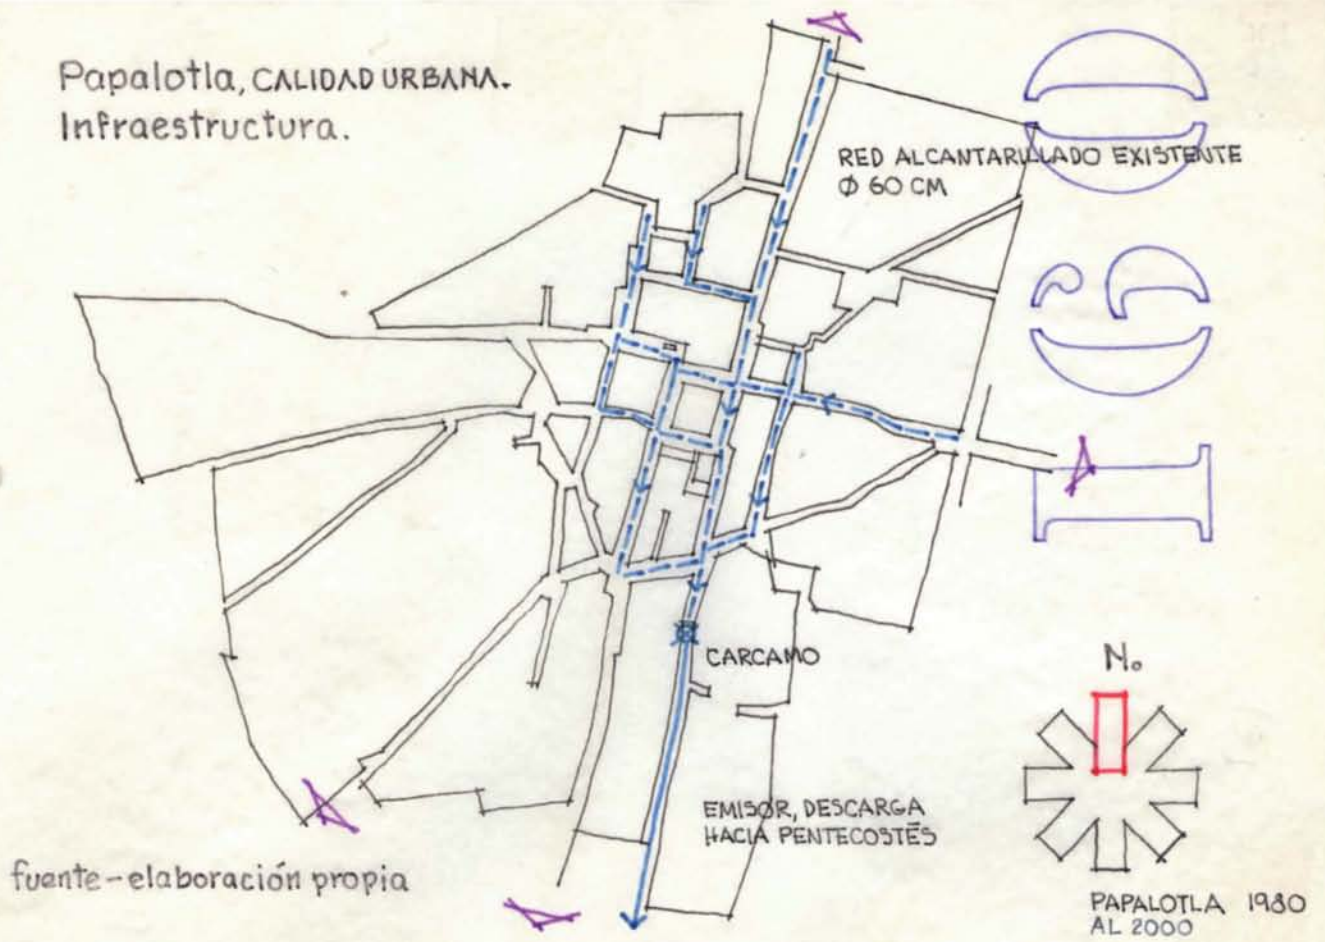 Papalotla, CALIDAD URBANA.
Infraestructura.
RED ALCANTARILLADO EXISTENTE
Ø 60 CM
160
CARCAMO
N.
EMISOR, DESCARGA
HACIA PENTECOSTÉS
fuente-elaboración propia
PAPALOTLA 1980
AL 2000